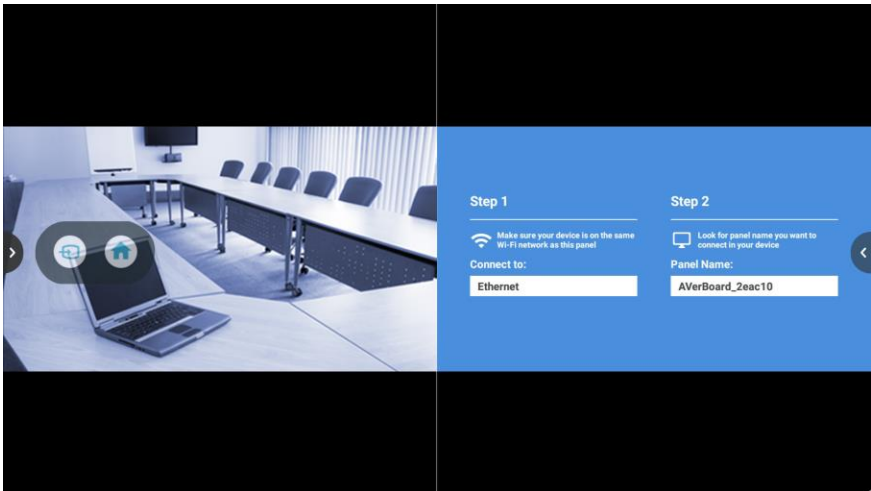 Step 1
Make sure your device is on the same
Wi-Fi network as this panel
Connect to:
Ethernet
Step 2
Look for panel name you want to
connect in your device
Panel Name:
AVerBoard_2eac10